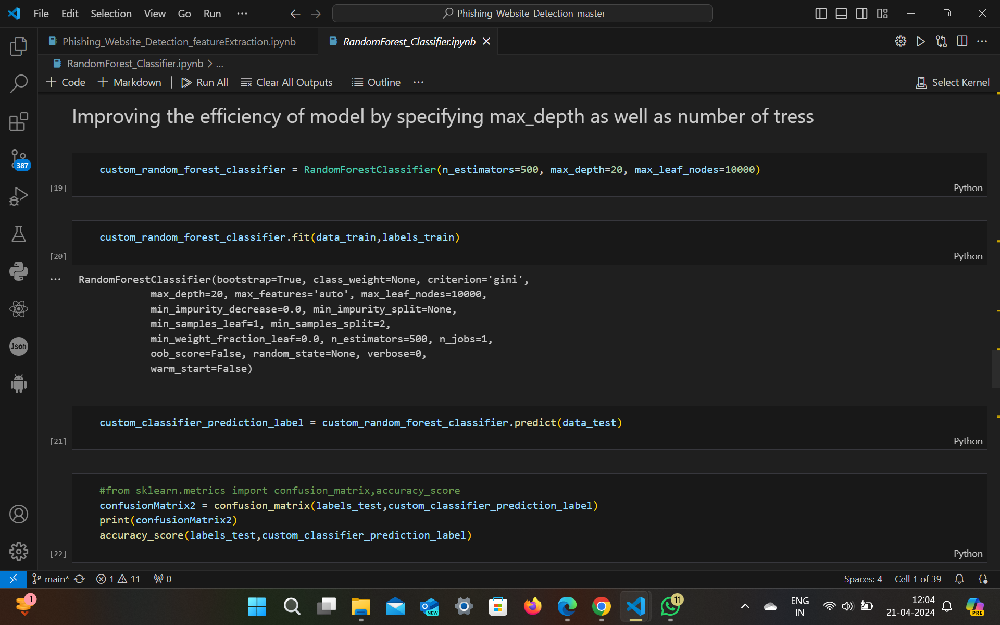 File Edit Selection View Go Run ...
Phishing-Website-Detection-master
Phishing_Website_Detection_featureExtraction.ipynb
RandomForest_Classifier.ipynb
RandomForest_Classifier.ipynb > ...
+ Code + Markdown | Run All Clear All Outputs | Outline ...
Select Kernel
Improving the efficiency of model by specifying max_depth as well as number of tress
custom_random_forest_classifier = RandomForestClassifier(n_estimators=500, max_depth=20, max_leaf_nodes=10000)
[19]
Python
custom_random_forest_classifier.fit(data_train,labels_train)
[20]
Python
... RandomForestClassifier(bootstrap=True, class_weight=None, criterion='gini',
max_depth=20, max_features='auto', max_leaf_nodes=10000,
min_impurity_decrease=0.0, min_impurity_split=None,
min_samples_leaf=1, min_samples_split=2,
min_weight_fraction_leaf=0.0, n_estimators=500, n_jobs=1,
oob_score=False, random_state=None, verbose=0,
warm_start=False)
custom_classifier_prediction_label = custom_random_forest_classifier.predict(data_test)
[21]
Python
#from sklearn.metrics import confusion_matrix,accuracy_score
confusionMatrix2 = confusion_matrix(labels_test,custom_classifier_prediction_label)
print(confusionMatrix2)
accuracy_score(labels_test,custom_classifier_prediction_label)
[22]
Python
387
Json
main* 1 11 0
Spaces: 4 Cell 1 of 39
1
NEW
11
ENG
IN
12:04
21-04-2024
PRE